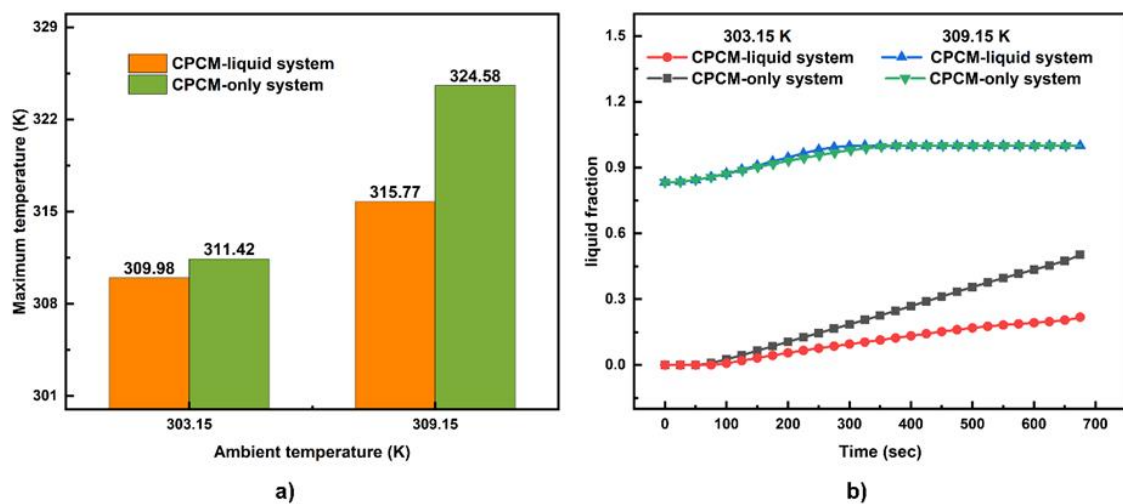 329
322
315
308
301
Maximum temperature (K)
CPCM-liquid system
CPCM-only system
309.98
311.42
315.77
324.58
303.15
309.15
Ambient temperature (K)
a)
1.5
1.2
0.9
0.6
0.3
0.0
liquid fraction
303.15 K 309.15 K
CPCM-liquid system CPCM-liquid system
CPCM-only system CPCM-only system
0 100 200 300 400 500 600 700
Time (sec)
b)